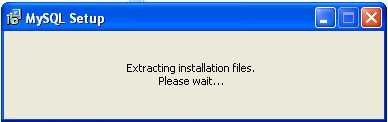 MySQL Setup
Extracting installation files.
Please wait...